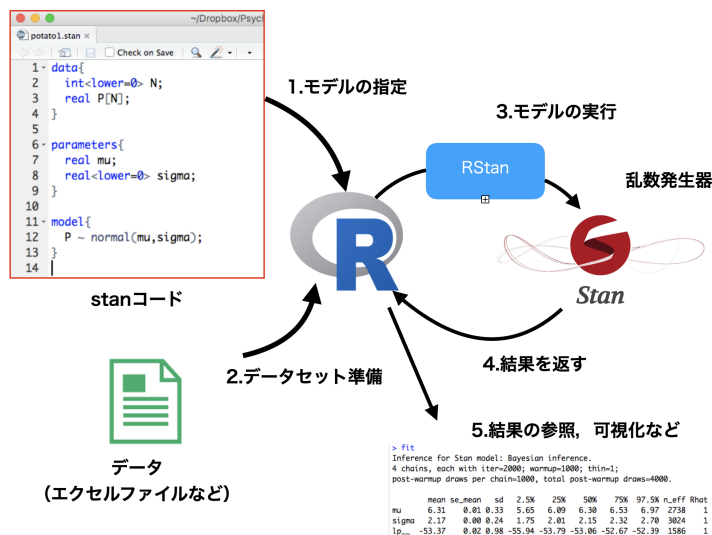 ~/Dropbox/Psych
potato1.stan
Check on Save
1 data{
2 int<lower=0> N;
3 real P[N];
4 }
5
6 parameters{
7 real mu;
8 real<lower=0> sigma;
9 }
10
11 model{
12 P ~ normal(mu,sigma);
13 }
14
stanコード
1.モデルの指定
3.モデルの実行
RStan
乱数発生器
R
Stan
2.データセット準備
4.結果を返す
データ
（エクセルファイルなど）
5.結果の参照，可視化など
> fit
Inference for Stan model: Bayesian inference.
4 chains, each with iter=2000; warmup=1000; thin=1;
post-warmup draws per chain=1000, total post-warmup draws=4000.
mean se_mean sd 2.5% 25% 50% 75% 97.5% n_eff Rhat
mu 6.31 0.01 0.33 5.65 6.09 6.30 6.53 6.97 2738 1
sigma 2.17 0.00 0.24 1.75 2.01 2.15 2.32 2.70 3024 1
lp__ -53.37 0.02 0.98 -55.94 -53.79 -53.06 -52.67 -52.39 1586 1